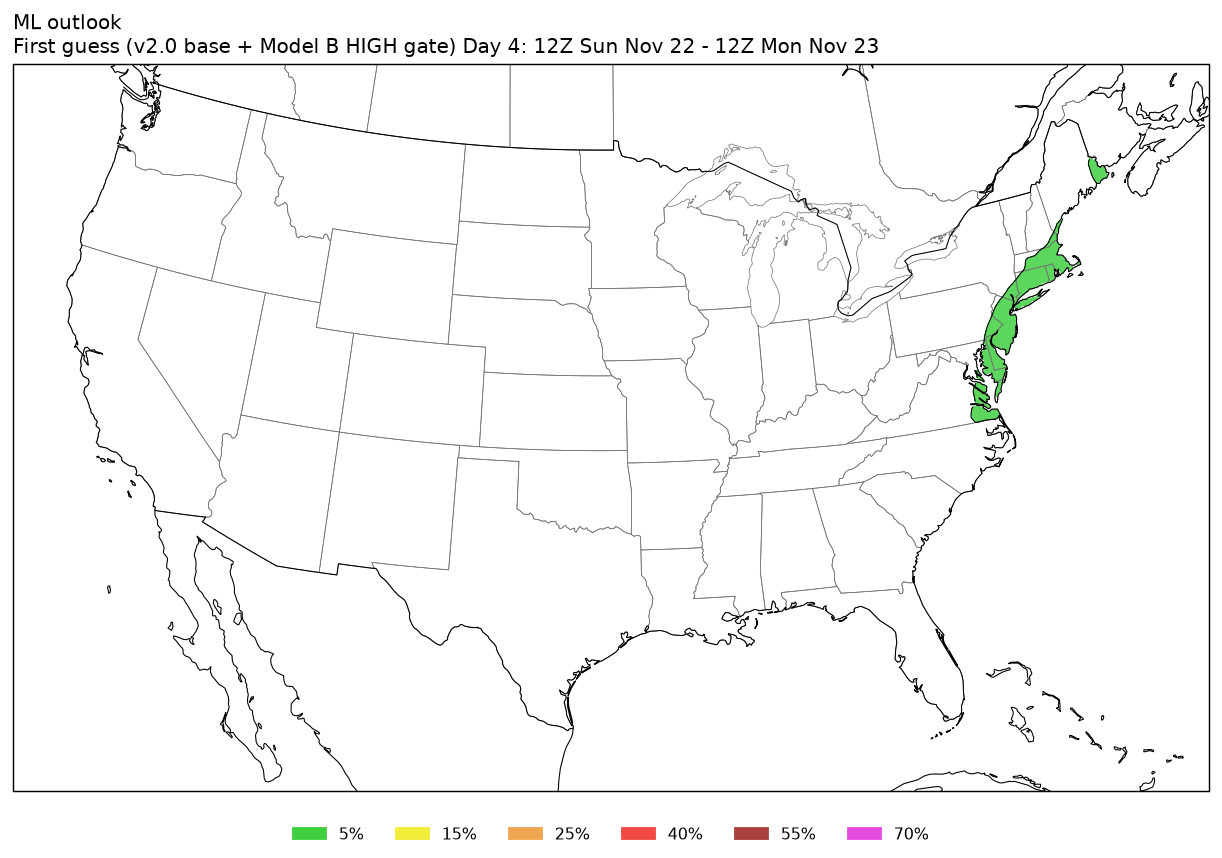 ML outlook
First guess (v2.0 base + Model B HIGH gate) Day 4: 12Z Sun Nov 22 - 12Z Mon Nov 23
5% 15% 25% 40% 55% 70%